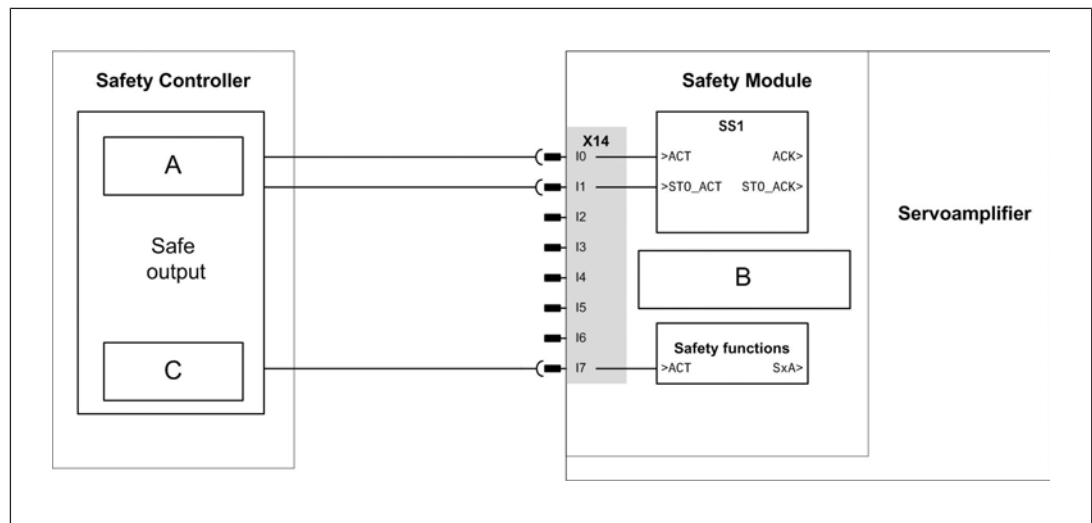 Safety Controller
A
Safe
output
C
X14
I0
I1
I2
I3
I4
I5
I6
I7
Safety Module
SS1
>ACT ACK>
>STO_ACT STO_ACK>
B
Safety functions
>ACT SxA>
Servoamplifier